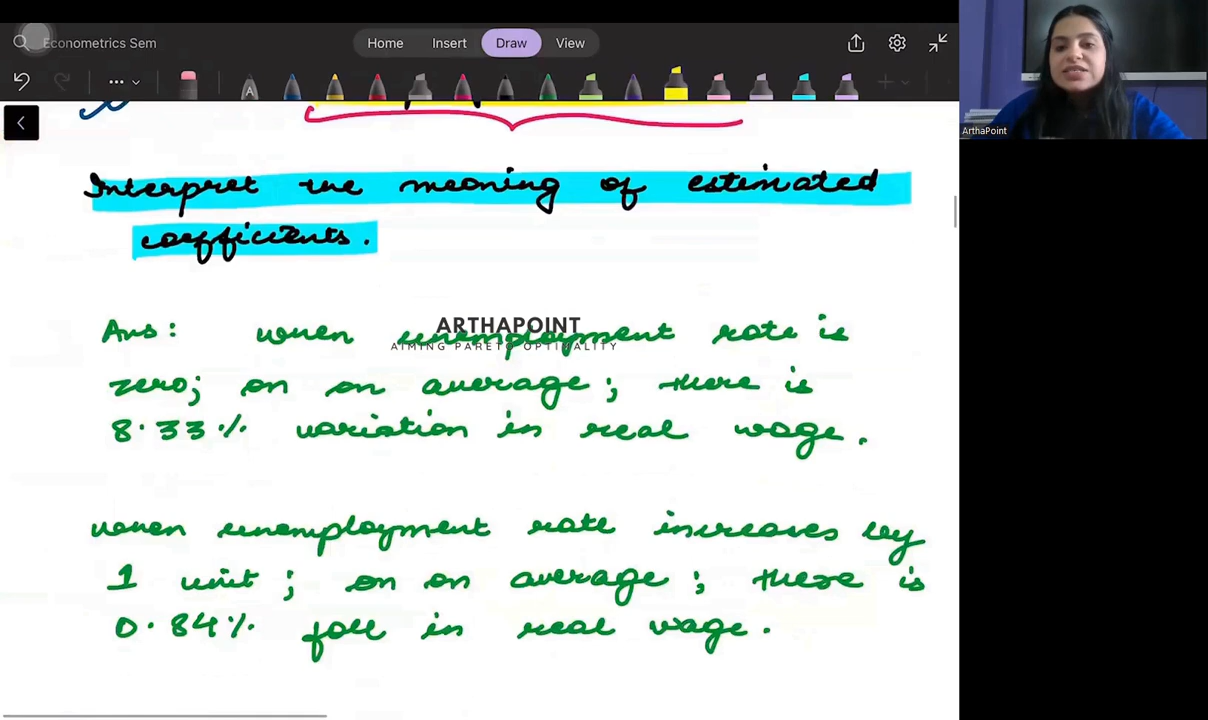 Econometrics Sem
Home Insert Draw View
A
ArthaPoint
Interpret the meaning of estimated
coefficients.
ARTHAPOINT
AIMING PARETO OPTIMALITY
Ans: when unemployment rate is
zero; on an average; there is
8.33% variation in real wage.
when unemployment rate increases by
1 unit; on an average; there is
0.84% fall in real wage.